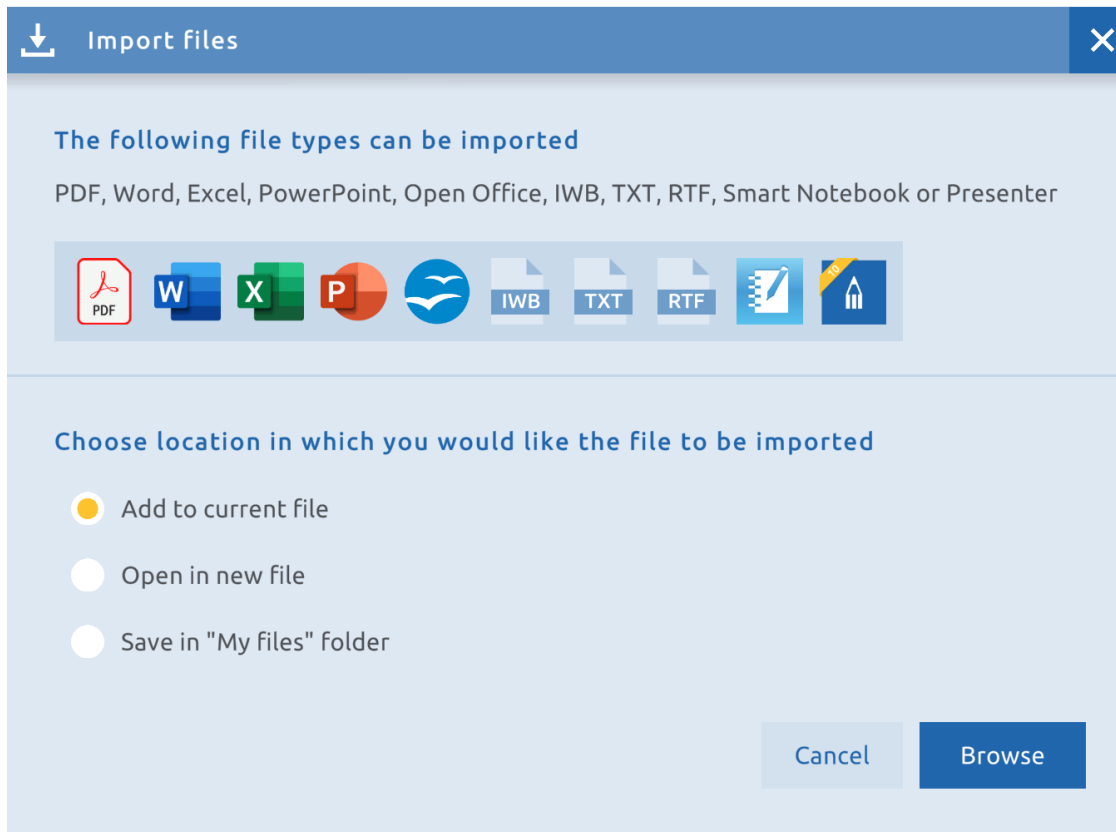 Import files
The following file types can be imported
PDF, Word, Excel, PowerPoint, Open Office, IWB, TXT, RTF, Smart Notebook or Presenter
PDF W X P IWB TXT RTF 10
Choose location in which you would like the file to be imported
Add to current file
Open in new file
Save in "My files" folder
Cancel Browse